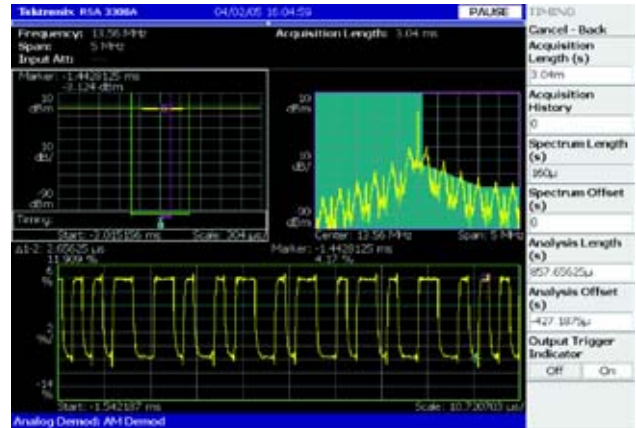 Tektronix RSA 3308A 04/02/05 16:04:59 PAUSE TIMING
Frequency: 13.56 MHz Acquisition Length: 3.04 ms
Span: 5 MHz
Input Att:
Cancel - Back
Acquisition
Length (s)
3.04m
Acquisition
History
0
Spectrum Length
(s)
160µ
Spectrum Offset
(s)
0
Analysis Length
(s)
857.65625µ
Analysis Offset
(s)
-427.1875µ
Output Trigger
Indicator
Off On
Marker: -1.4428125 ms
-3.124 dBm
10
dBm
10
dB/
-90
dBm
Timing:
Start: -3.015156 ms Scale: 304 µs/
10
dBm
10
dB/
-90
dBm
Center: 13.56 MHz Span: 5 MHz
Δ1-2: 2.65625 µs Marker: -1.4428125 ms
11.909 % 4.17 %
6
%
2
%/
-14
%
Start: -1.542187 ms Scale: 10.720703 µs/
Analog Demod: AM Demod